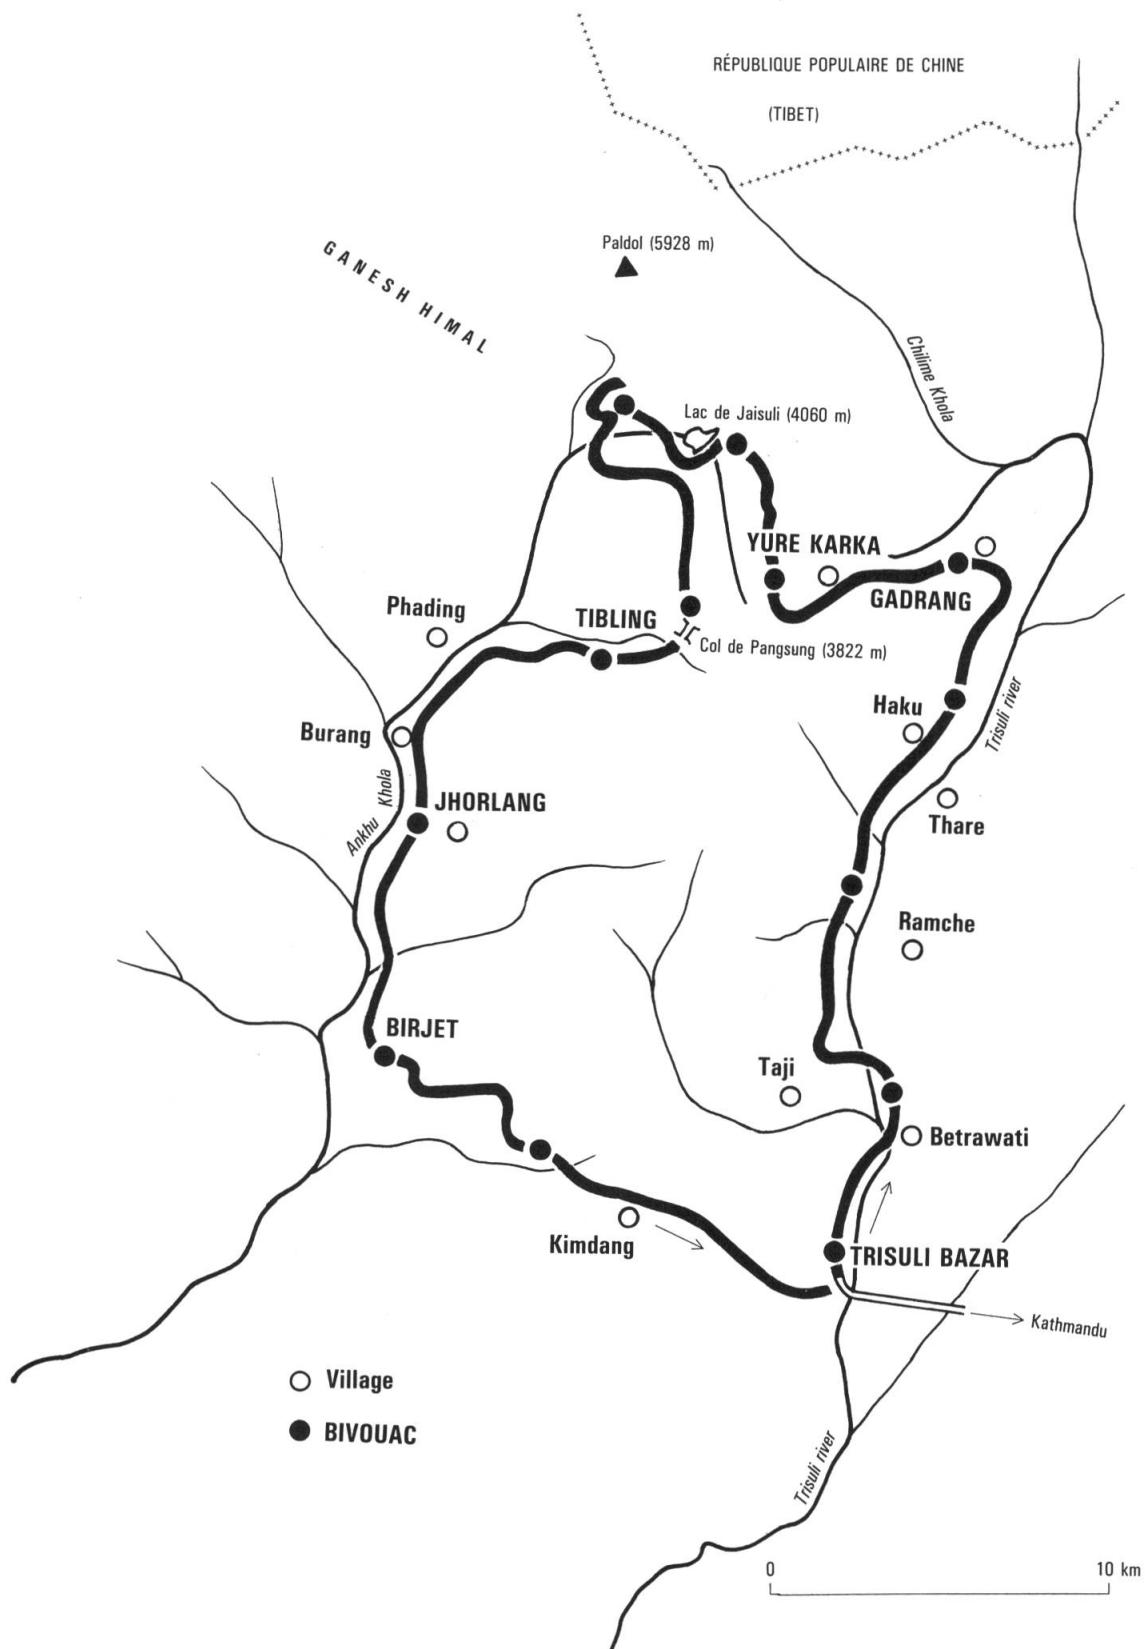 RÉPUBLIQUE POPULAIRE DE CHINE
(TIBET)
Paldol (5928 m)
GANESH HIMAL
Chilime Khola
Lac de Jaisuli (4060 m)
YURE KARKA
GADRANG
Phading
TIBLING
Col de Pangsung (3822 m)
Haku
Trisuli river
Burang
Ankhu Khola
JHORLANG
Thare
Ramche
BIRJET
Taji
Betrawati
Kimdang
TRISULI BAZAR
Kathmandu
Village
BIVOUAC
Trisuli river
0 10 km